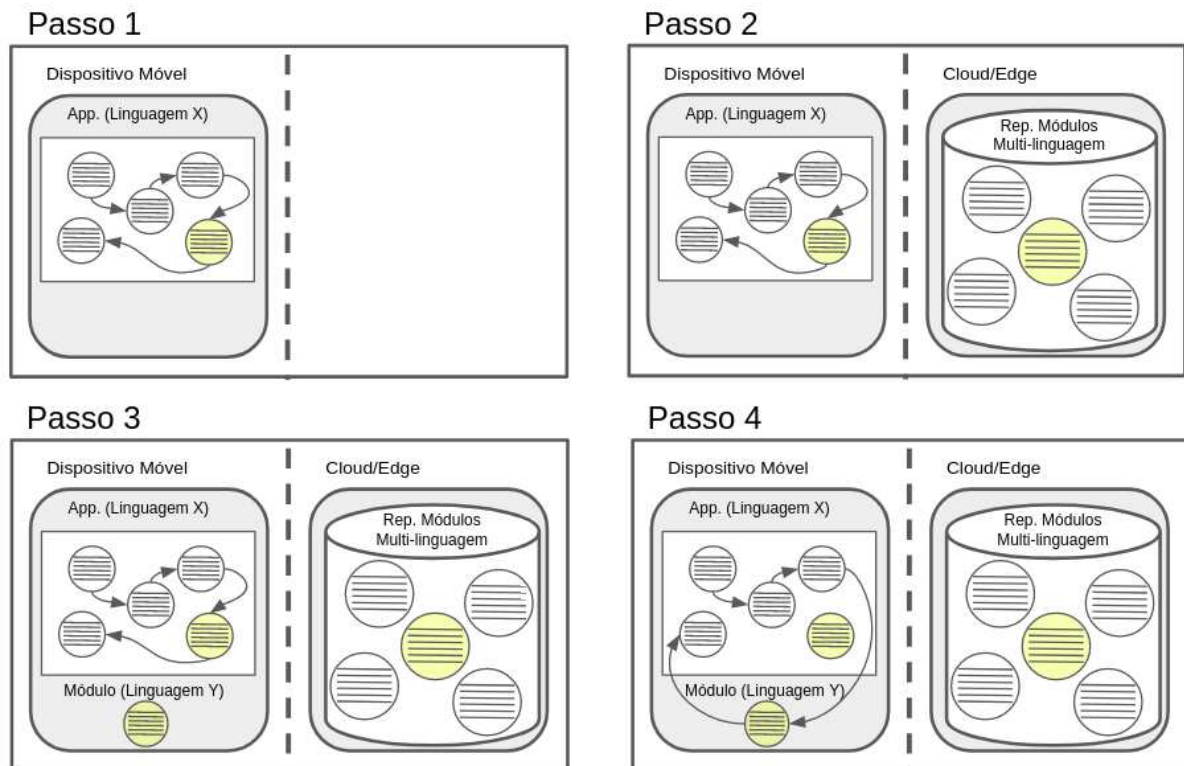 Passo 1
Dispositivo Móvel
App. (Linguagem X)
Passo 2
Dispositivo Móvel
App. (Linguagem X)
Cloud/Edge
Rep. Módulos
Multi-linguagem
Passo 3
Dispositivo Móvel
App. (Linguagem X)
Módulo (Linguagem Y)
Cloud/Edge
Rep. Módulos
Multi-linguagem
Passo 4
Dispositivo Móvel
App. (Linguagem X)
Módulo (Linguagem Y)
Cloud/Edge
Rep. Módulos
Multi-linguagem